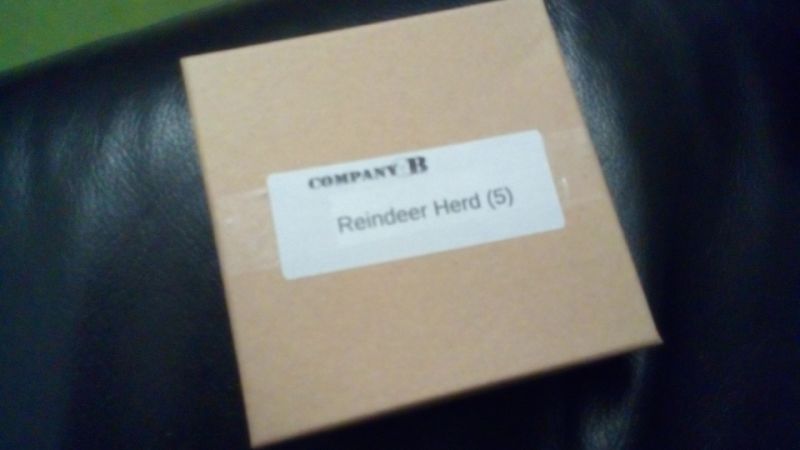 COMPANY B
Reindeer Herd (5)